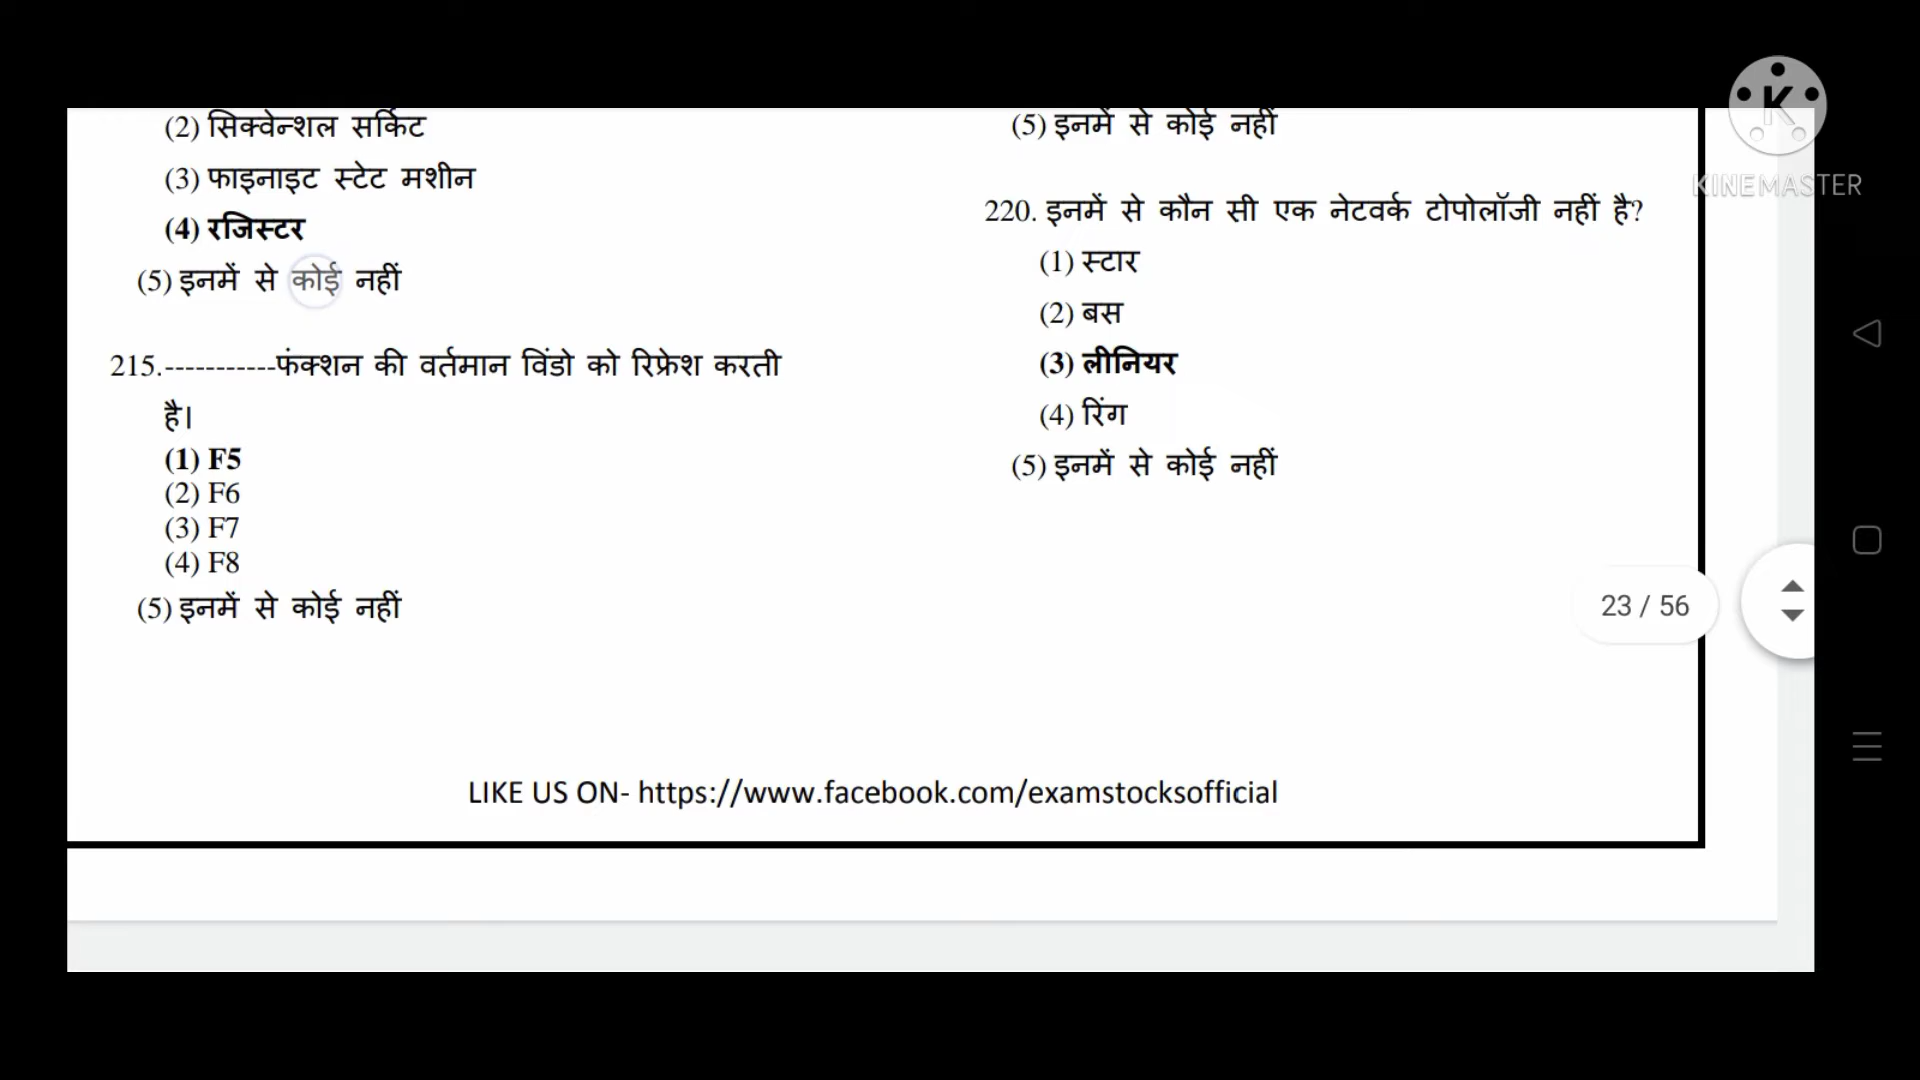 (2) सिक्वेन्शल सर्किट
(3) फाइनाइट स्टेट मशीन
(4) रजिस्टर
(5) इनमें से कोई नहीं
215.-----------फंक्शन की वर्तमान विंडो को रिफ्रेश करती
है।
(1) F5
(2) F6
(3) F7
(4) F8
(5) इनमें से कोई नहीं
(5) इनमें से कोई नहीं
220. इनमें से कौन सी एक नेटवर्क टोपोलॉजी नहीं है?
(1) स्टार
(2) बस
(3) लीनियर
(4) रिंग
(5) इनमें से कोई नहीं
LIKE US ON- https://www.facebook.com/examstocksofficial
23 / 56
K
KINEMASTER